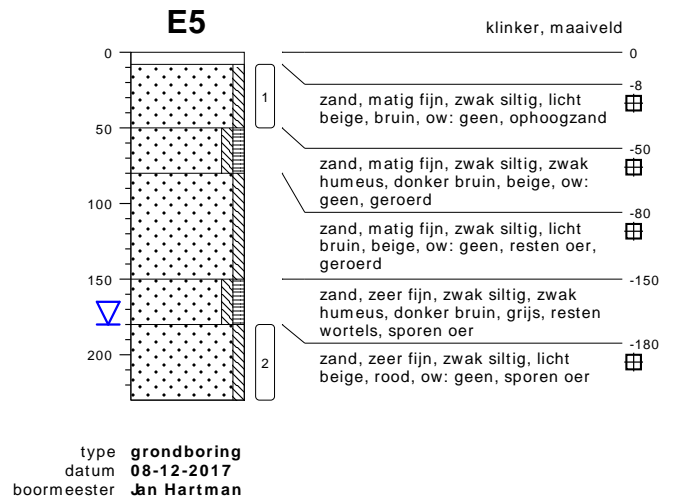 E5
klinker, maaiveld
0
0
-8
zand, matig fijn, zwak siltig, licht
beige, bruin, ow: geen, ophoogzand
1
50
-50
zand, matig fijn, zwak siltig, zwak
humeus, donker bruin, beige, ow:
geen, geroerd
100
-80
zand, matig fijn, zwak siltig, licht
bruin, beige, ow: geen, resten oer,
geroerd
150
-150
zand, zeer fijn, zwak siltig, zwak
humeus, donker bruin, grijs, resten
wortels, sporen oer
200
-180
zand, zeer fijn, zwak siltig, licht
beige, rood, ow: geen, sporen oer
2
type grondboring
datum 08-12-2017
boormeester Jan Hartman